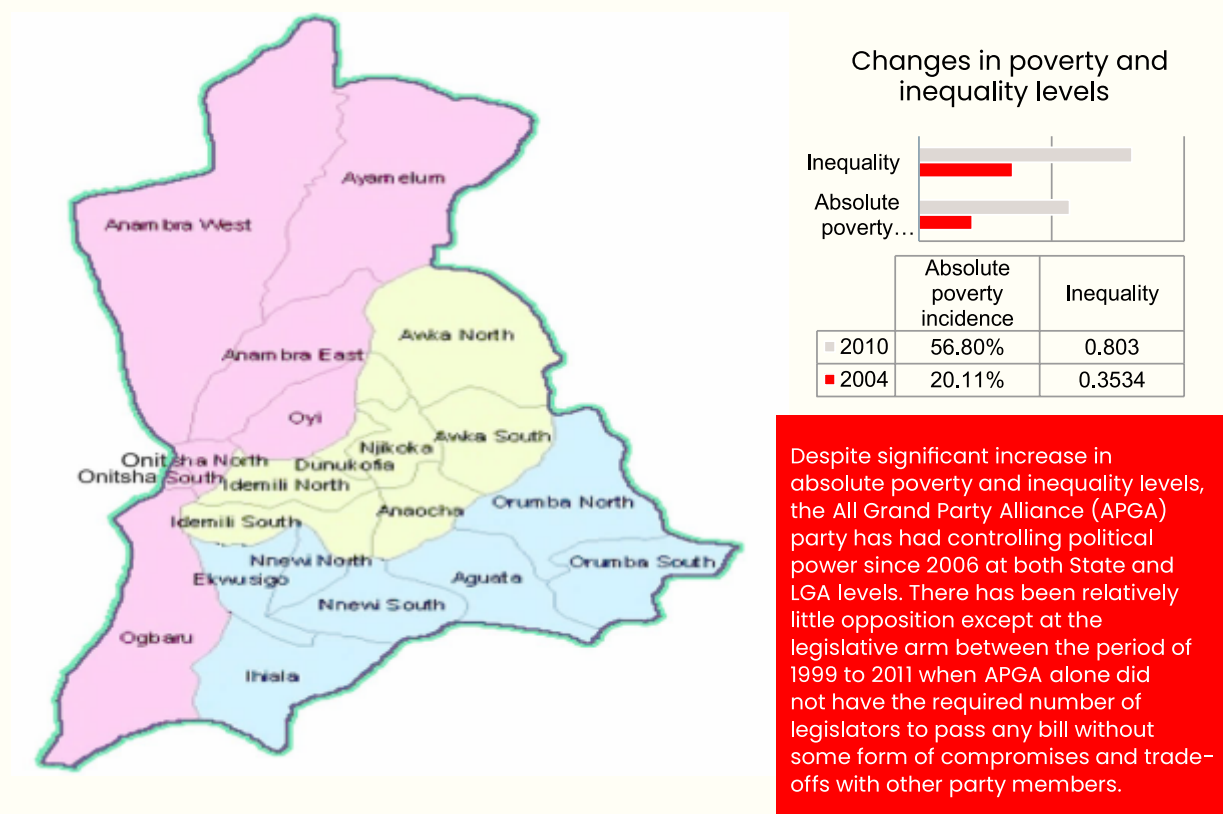 Ayamelum
Anambra West
Awka North
Anambra East
Oyi
Awka South
Njikoka
Onitsha North
Dunukofia
Onitsha South
Idemili North
Orumba North
Anaocha
Idemili South
Nnewi North
Orumba South
Ekwusigo
Aguata
Nnewi South
Ogbaru
Ihiala
Changes in poverty and
inequality levels
Inequality
Absolute
poverty…
Absolute
poverty
incidence
Inequality
2010 56.80% 0.803
2004 20.11% 0.3534
Despite significant increase in
absolute poverty and inequality levels,
the All Grand Party Alliance (APGA)
party has had controlling political
power since 2006 at both State and
LGA levels. There has been relatively
little opposition except at the
legislative arm between the period of
1999 to 2011 when APGA alone did
not have the required number of
legislators to pass any bill without
some form of compromises and trade-
offs with other party members.